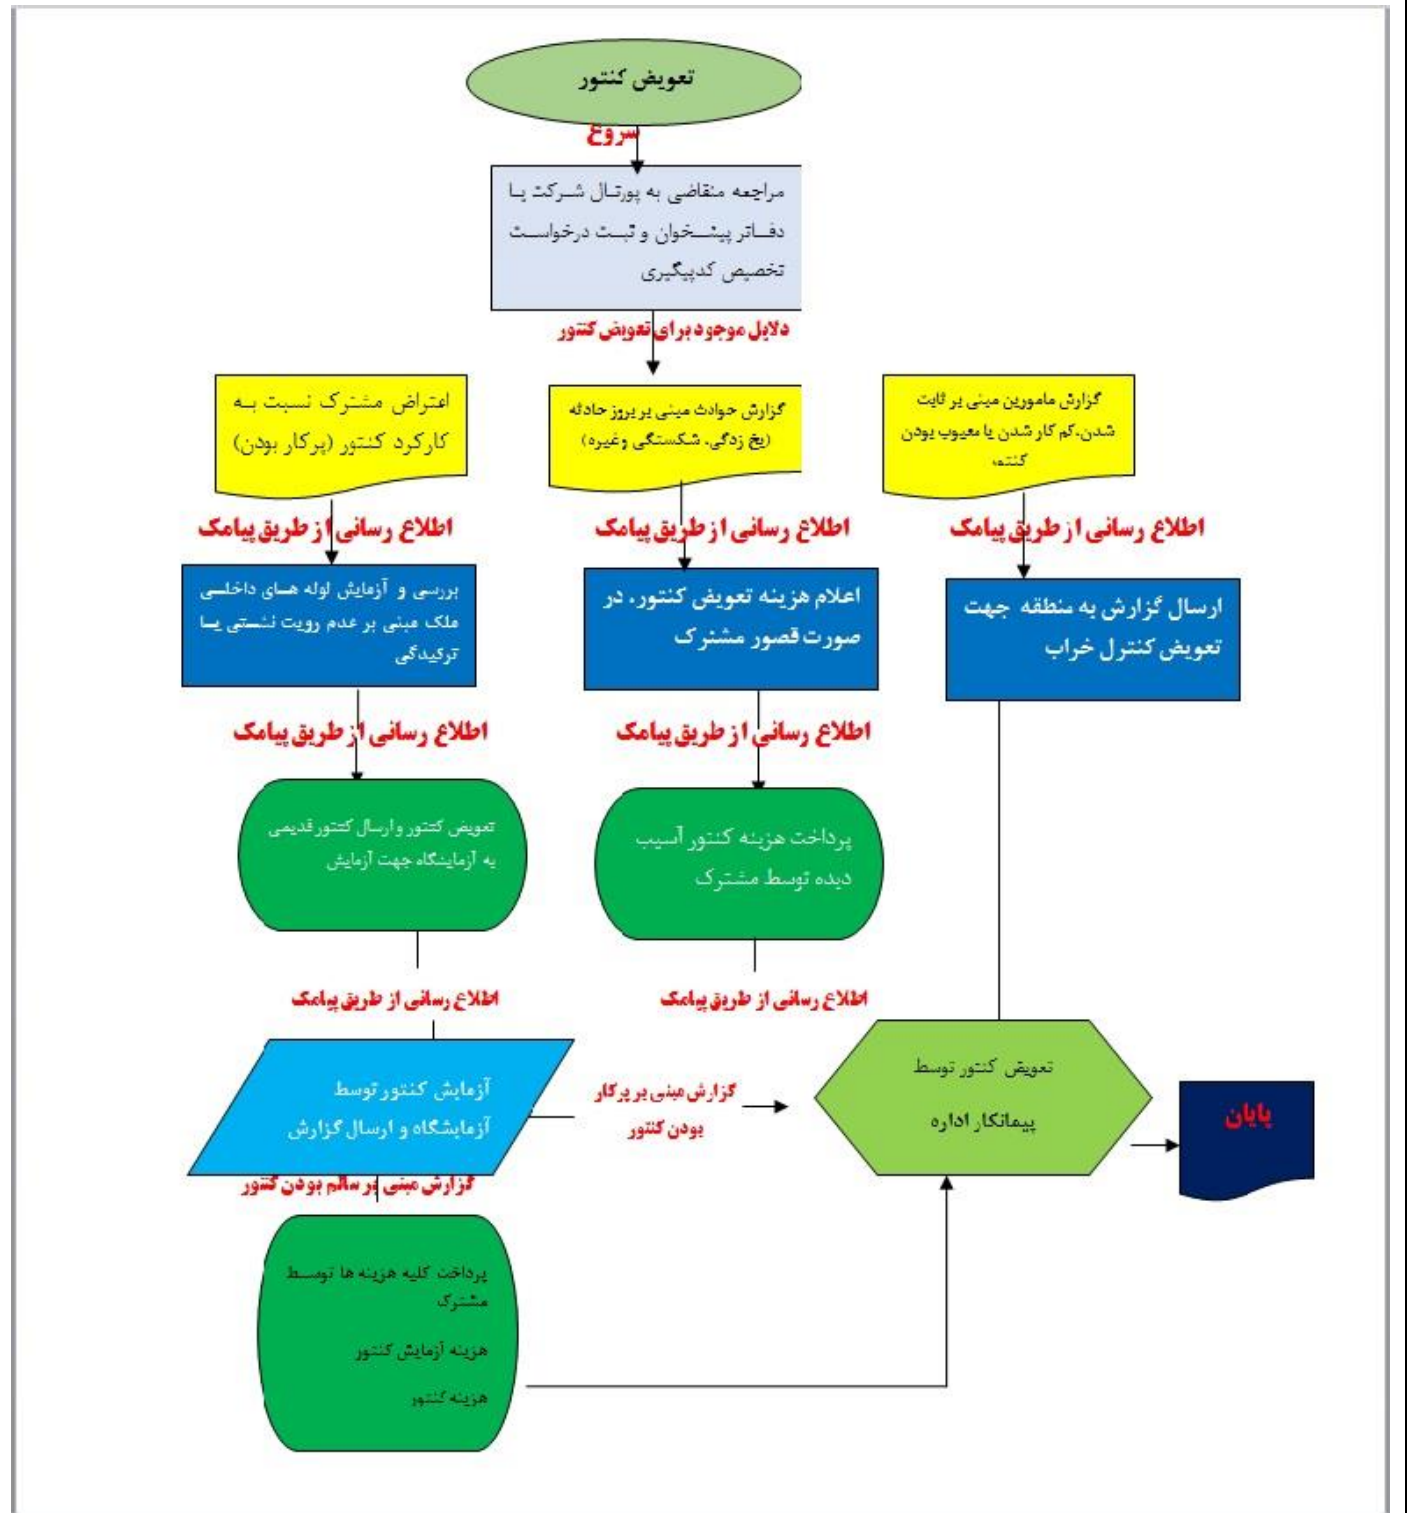 تعویض کنتور
شروع
مراجعه متقاضی به پورتال شرکت یا
دفاتر پیشخوان و ثبت درخواست
تخصیص کدپیگیری
دلایل موجود برای تعویض کنتور
گزارش مامورین مبنی بر ثابت
شدن،کم کار شدن یا معیوب بودن
گزارش حوادث مبنی بر بروز حادثه
(یخ زدگی، شکستگی وغیره)
اعتراض مشترک نسبت به
کارکرد کنتور (پرکار بودن)
اطلاع رسانی از طریق پیامک
اطلاع رسانی از طریق پیامک
اطلاع رسانی از طریق پیامک
ارسال گزارش به منطقه جهت
تعویض کنترل خراب
اعلام هزینه تعویض کنتور، در
صورت قصور مشترک
بررسی و آزمایش لوله های داخلی
ملک مبنی بر عدم رویت نشتی یا
ترکیدگی
اطلاع رسانی از طریق پیامک
اطلاع رسانی از طریق پیامک
پرداخت هزینه کنتور آسیب
دیده توسط مشترک
تعویض کنتور و ارسال کنتور قدیمی
به آزمایشگاه جهت آزمایش
اطلاع رسانی از طریق پیامک
اطلاع رسانی از طریق پیامک
آزمایش کنتور توسط
آزمایشگاه و ارسال گزارش
گزارش مبنی بر پرکار
بودن کنتور
تعویض کنتور توسط
پیمانکار اداره
پایان
گزارش مبنی بر سالم بودن کنتور
پرداخت کلیه هزینه ها توسط
مشترک
هزینه آزمایش کنتور
هزینه کنتور